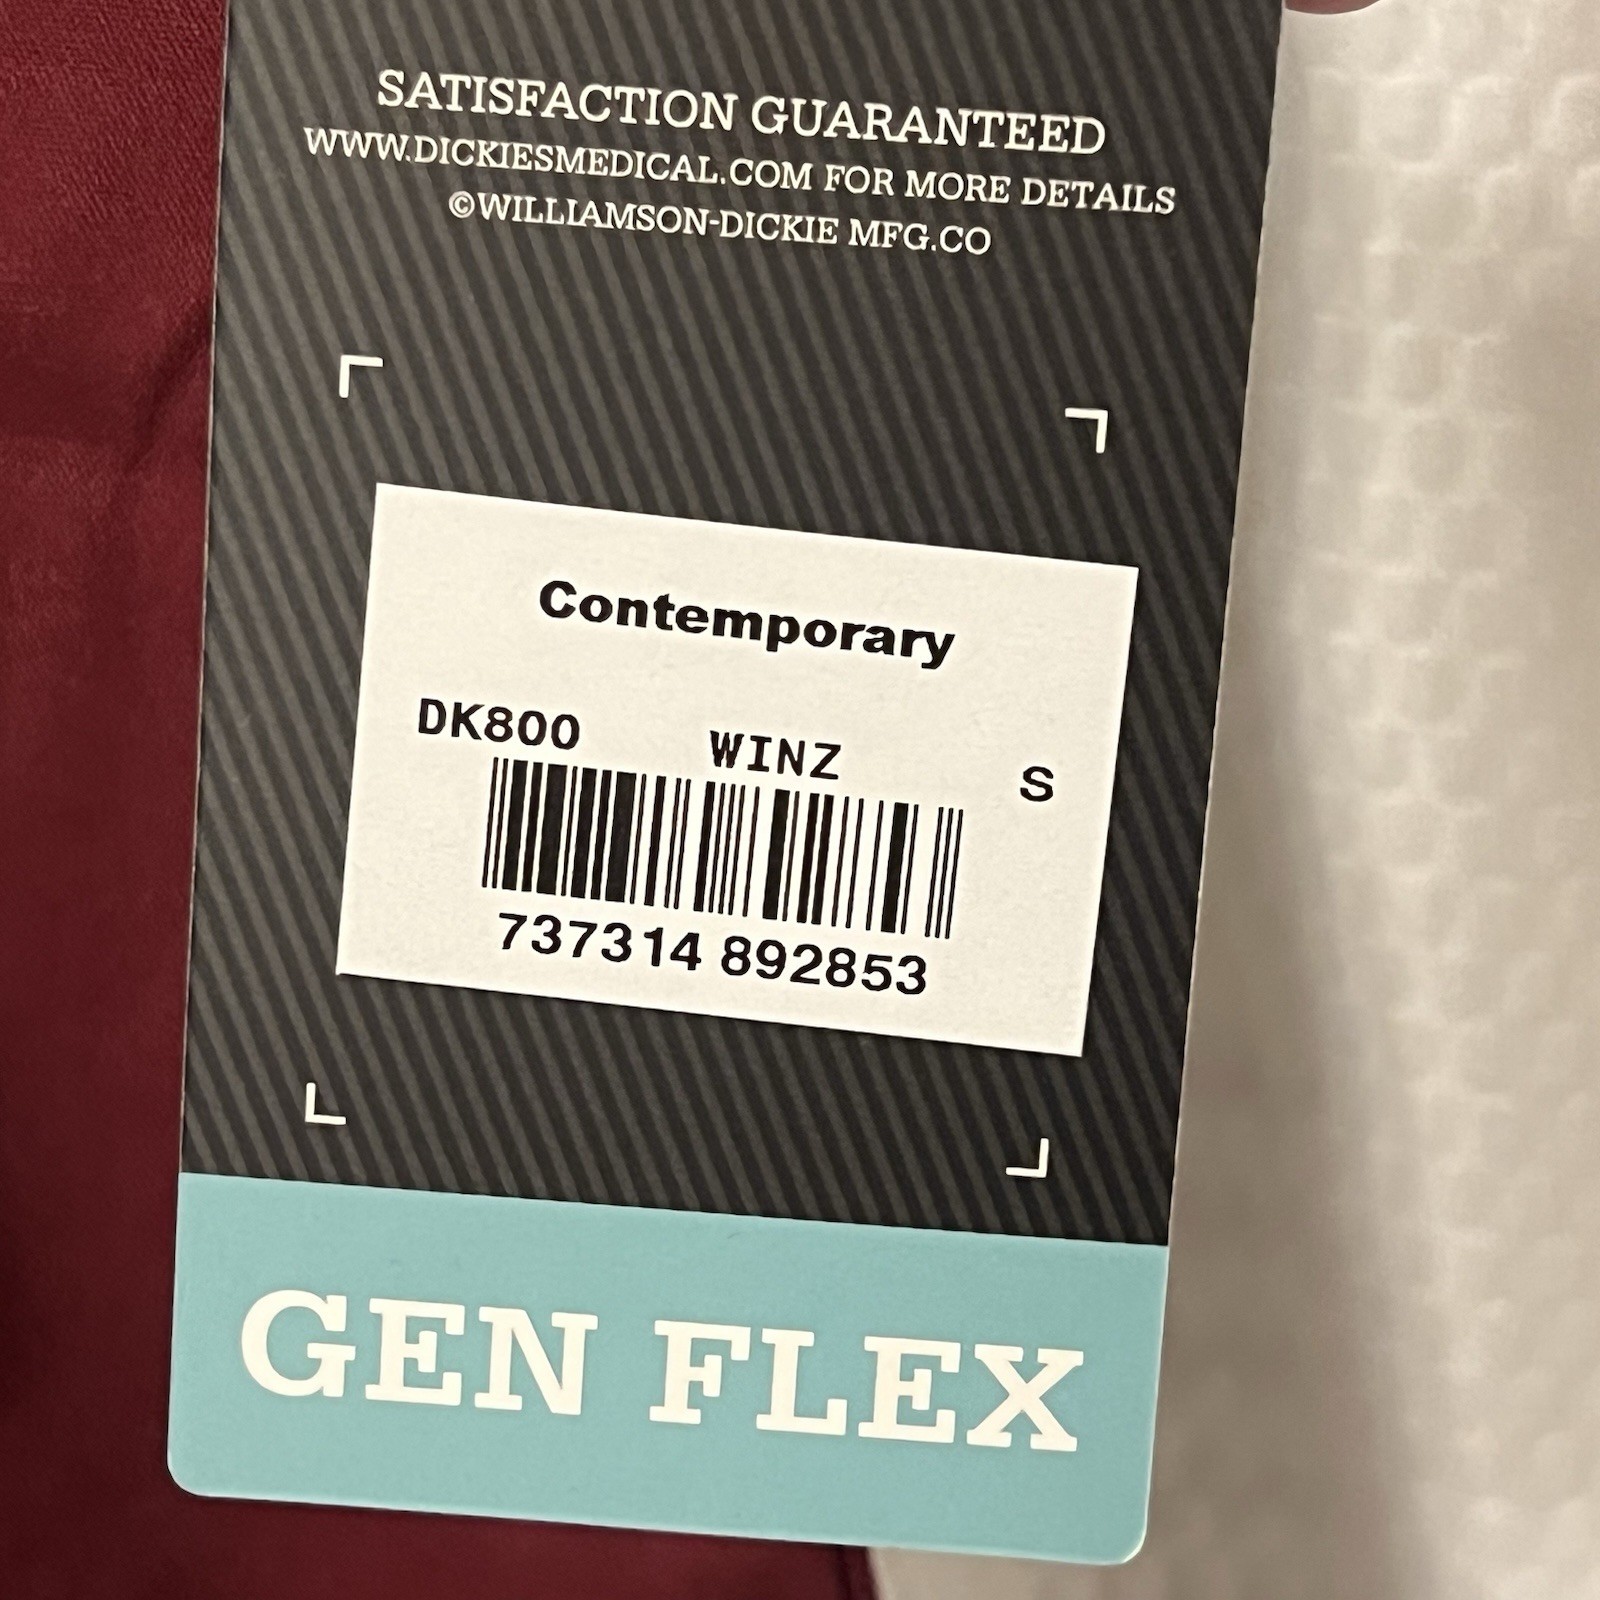 SATISFACTION GUARANTEED
WWW.DICKIESMEDICAL.COM FOR MORE DETAILS
©WILLIAMSON-DICKIE MFG.CO
Contemporary
DK800 WINZ S
737314 892853
GEN FLEX